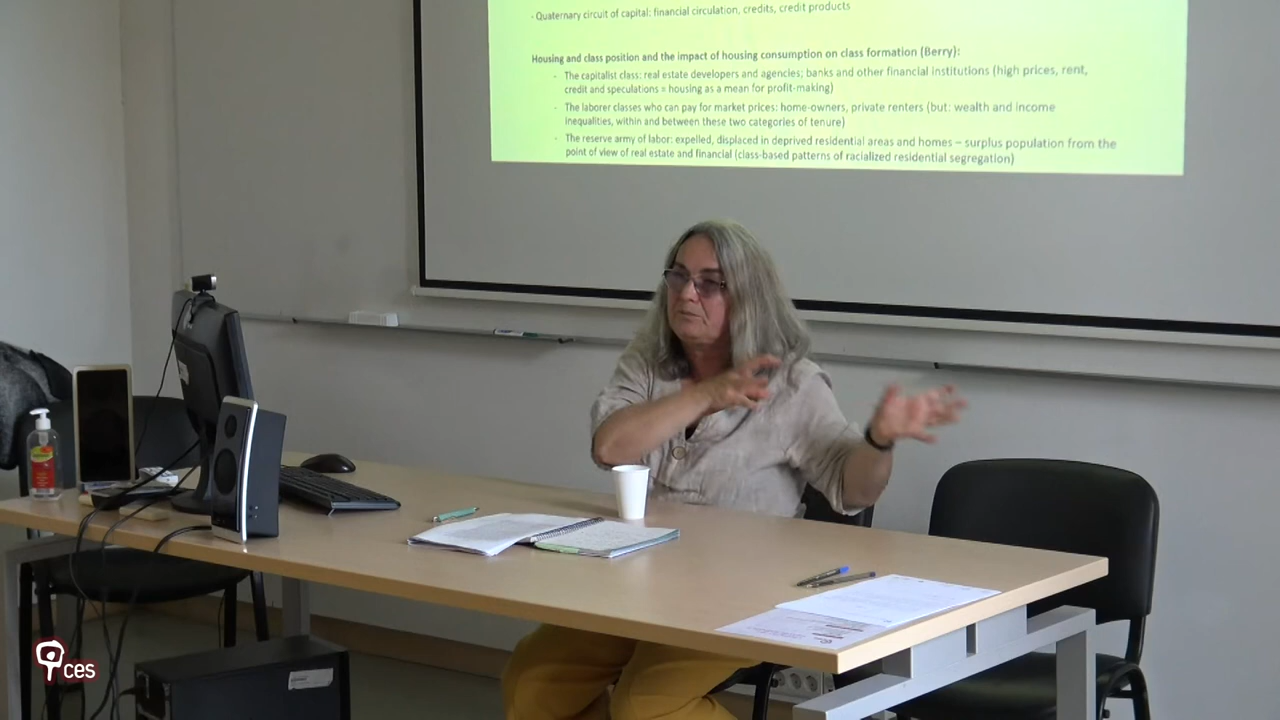 - Quaternary circuit of capital: financial circulation, credits, credit products
Housing and class position and the impact of housing consumption on class formation (Berry):
- The capitalist class: real estate developers and agencies; banks and other financial institutions (high prices, rent,
credit and speculations = housing as a mean for profit-making)
- The laborer classes who can pay for market prices: home-owners, private renters (but: wealth and income
inequalities, within and between these two categories of tenure)
- The reserve army of labor: expelled, displaced in deprived residential areas and homes – surplus population from the
point of view of real estate and financial (class-based patterns of racialized residential segregation)
ces